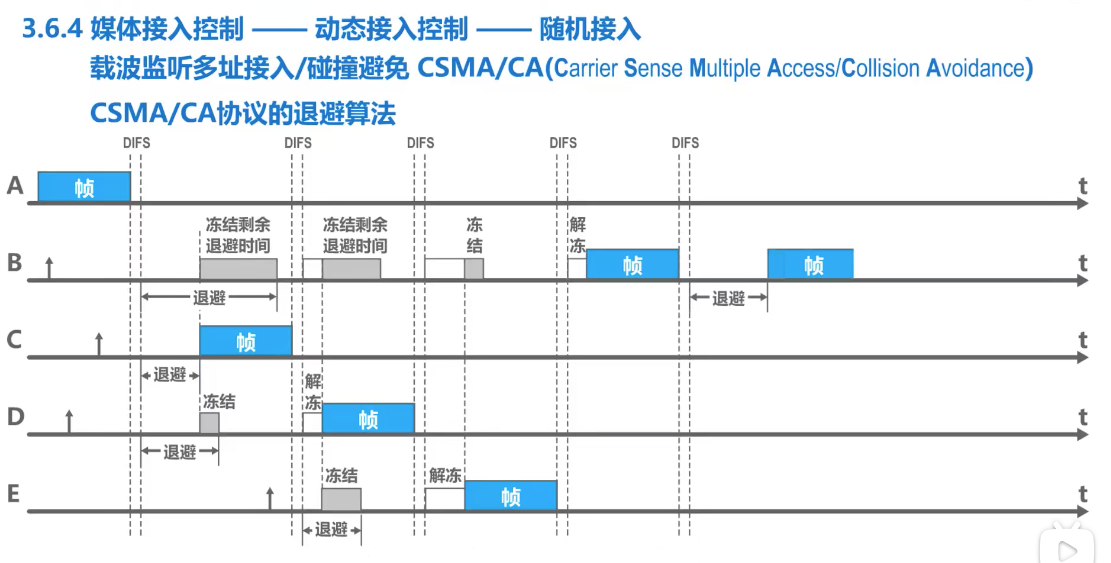 3.6.4 媒体接入控制 —— 动态接入控制 —— 随机接入
载波监听多址接入/碰撞避免 CSMA/CA(Carrier Sense Multiple Access/Collision Avoidance)
CSMA/CA协议的退避算法
DIFS DIFS DIFS DIFS DIFS
A 帧 t
冻结剩余 冻结剩余 冻 解
退避时间 退避时间 结 冻
B 帧 帧 t
退避 退避
C 帧 t
退避 解
冻结 冻
D 帧 t
退避
冻结 解冻
E 帧 t
退避